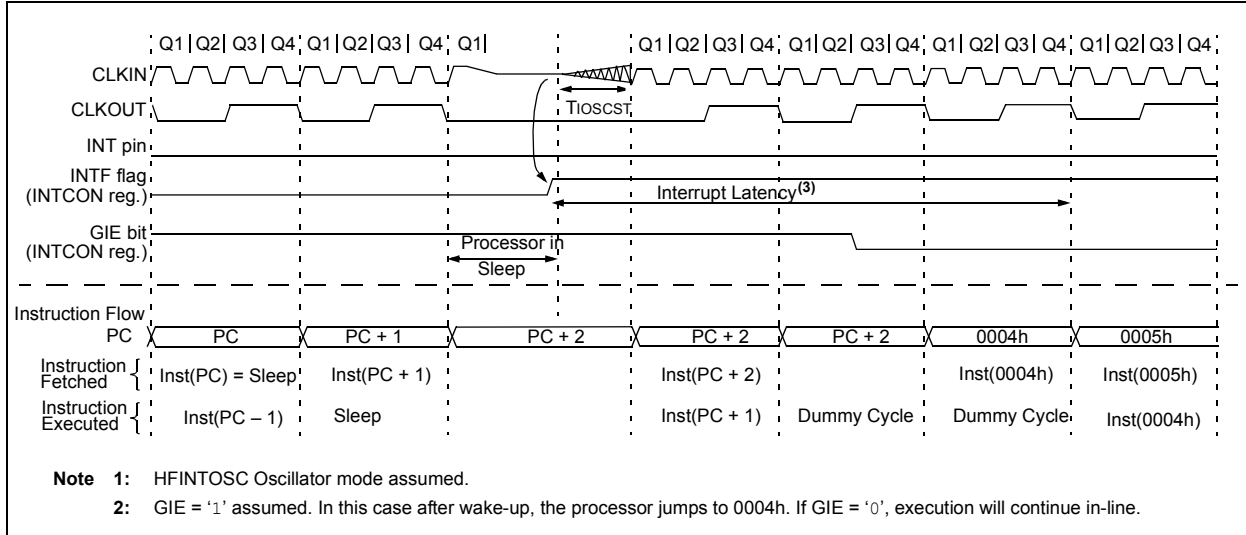 Q1 Q2 Q3 Q4 Q1 Q2 Q3 Q4 Q1 Q1 Q2 Q3 Q4 Q1 Q2 Q3 Q4 Q1 Q2 Q3 Q4 Q1 Q2 Q3 Q4
CLKIN
TIOSCST
CLKOUT
INT pin
INTF flag
(INTCON reg.)
Interrupt Latency(3)
GIE bit
(INTCON reg.)
Processor in
Sleep
Instruction Flow
PC PC PC + 1 PC + 2 PC + 2 PC + 2 0004h 0005h
Instruction
Fetched
Inst(PC) = Sleep Inst(PC + 1) Inst(PC + 2) Inst(0004h) Inst(0005h)
Instruction
Executed
Inst(PC – 1) Sleep Inst(PC + 1) Dummy Cycle Dummy Cycle Inst(0004h)
Note 1: HFINTOSC Oscillator mode assumed.
2: GIE = ‘1’ assumed. In this case after wake-up, the processor jumps to 0004h. If GIE = ‘0’, execution will continue in-line.